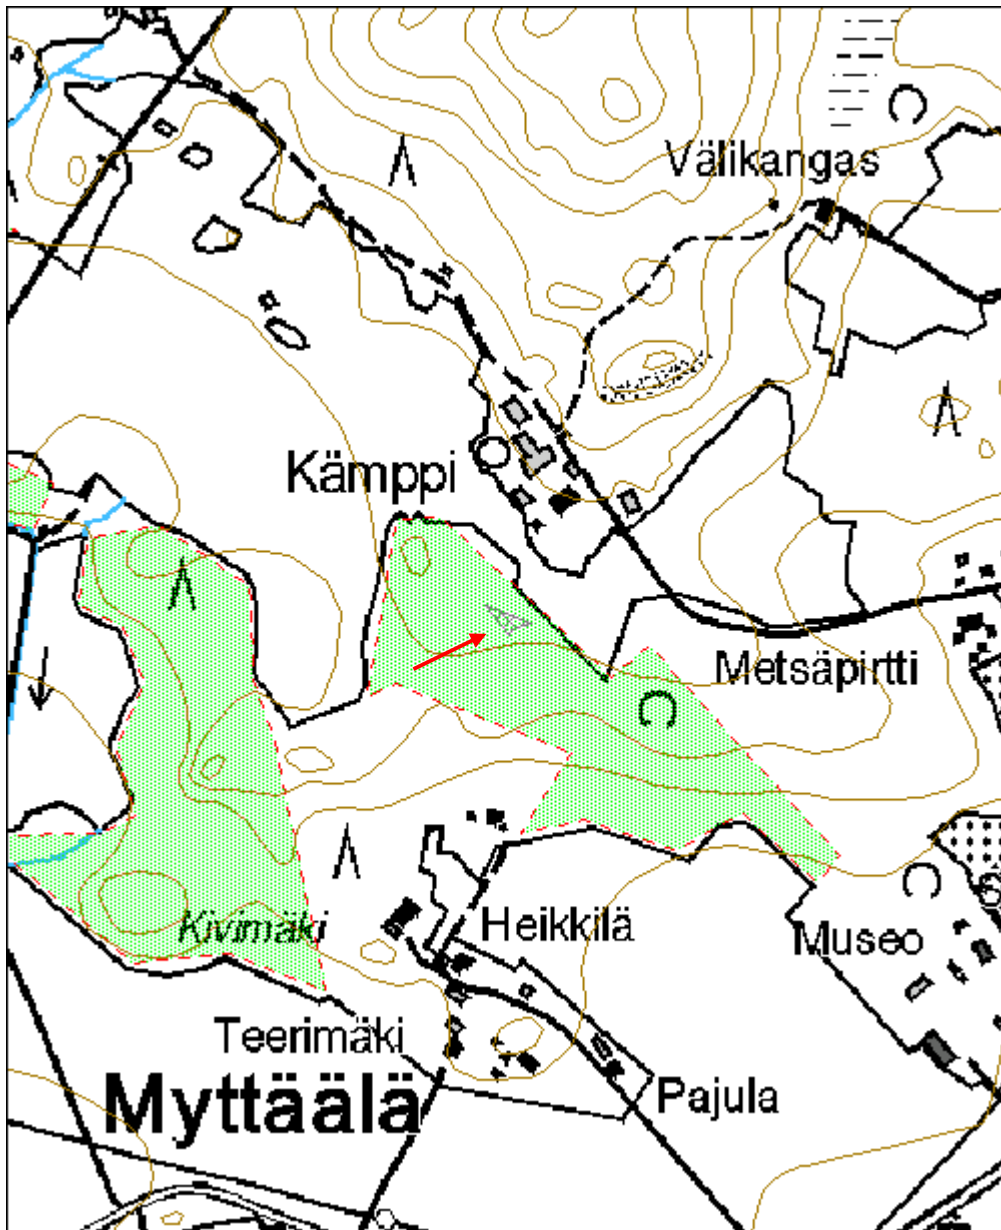 Välikangas
Kämppi
Metsäpirtti
Kivimäki
Heikkilä
Museo
Teerimäki
Myttäälä
Pajula